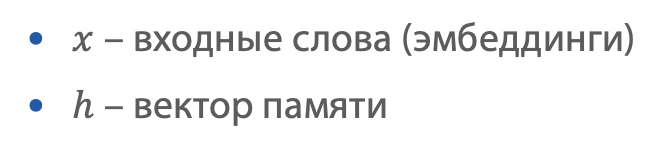 • x – входные слова (эмбеддинги)
• h – вектор памяти